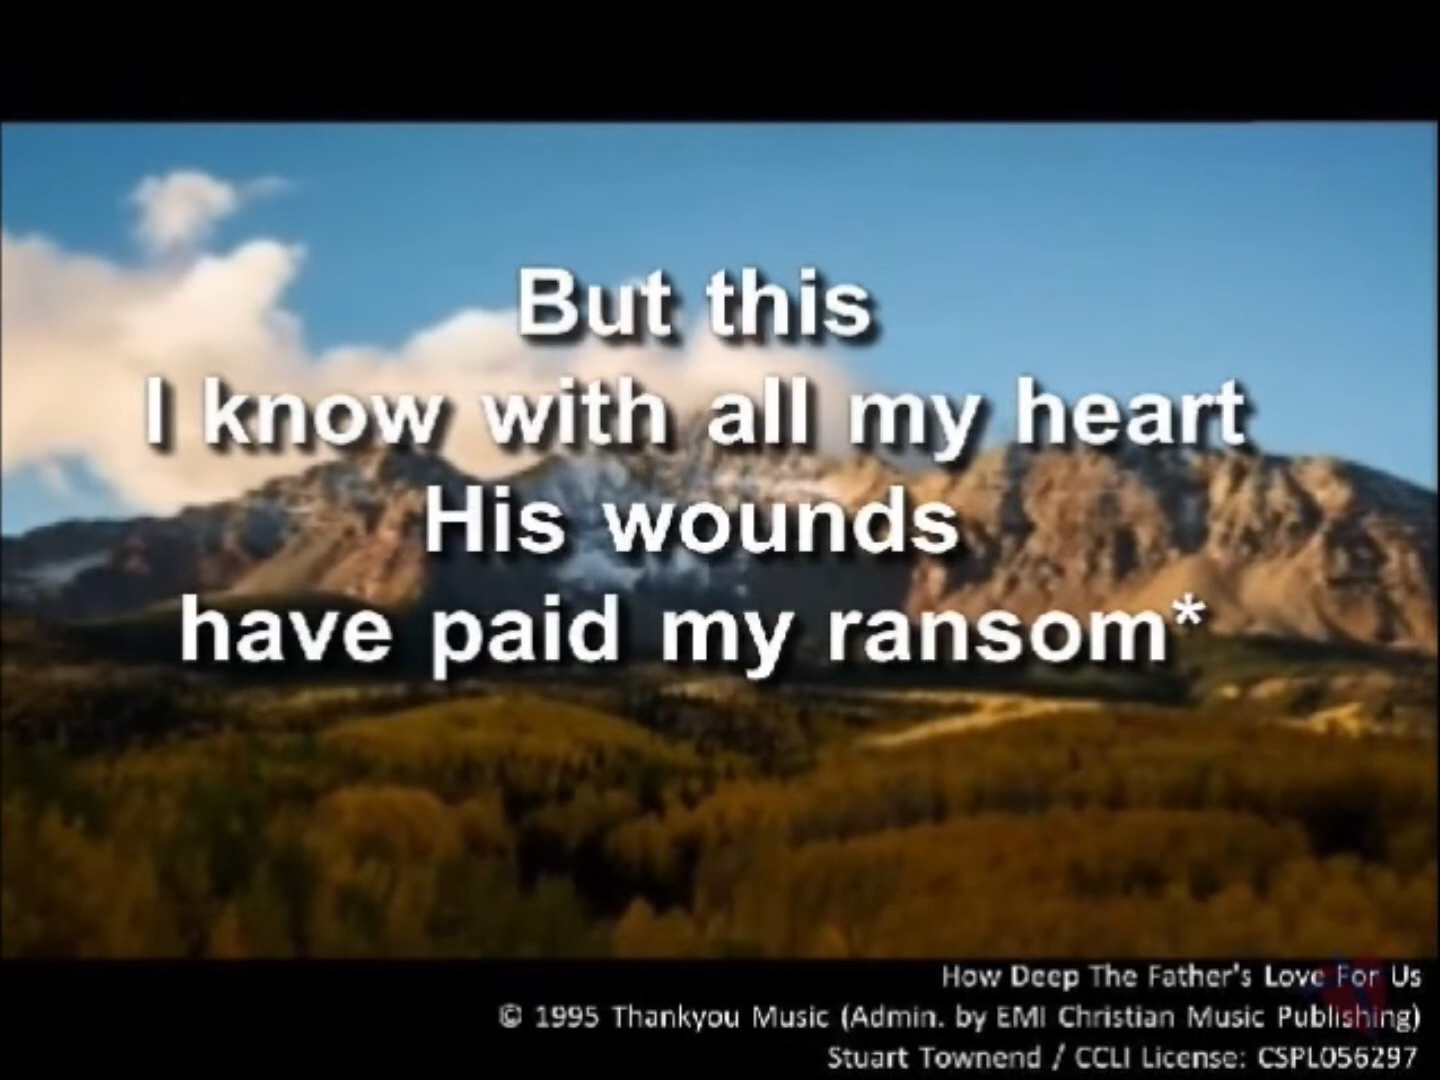 But this
I know with all my heart
His wounds
have paid my ransom*
How Deep The Father's Love For Us
© 1995 Thankyou Music (Admin. by EMI Christian Music Publishing)
Stuart Townend / CCLI License: CSPL056297